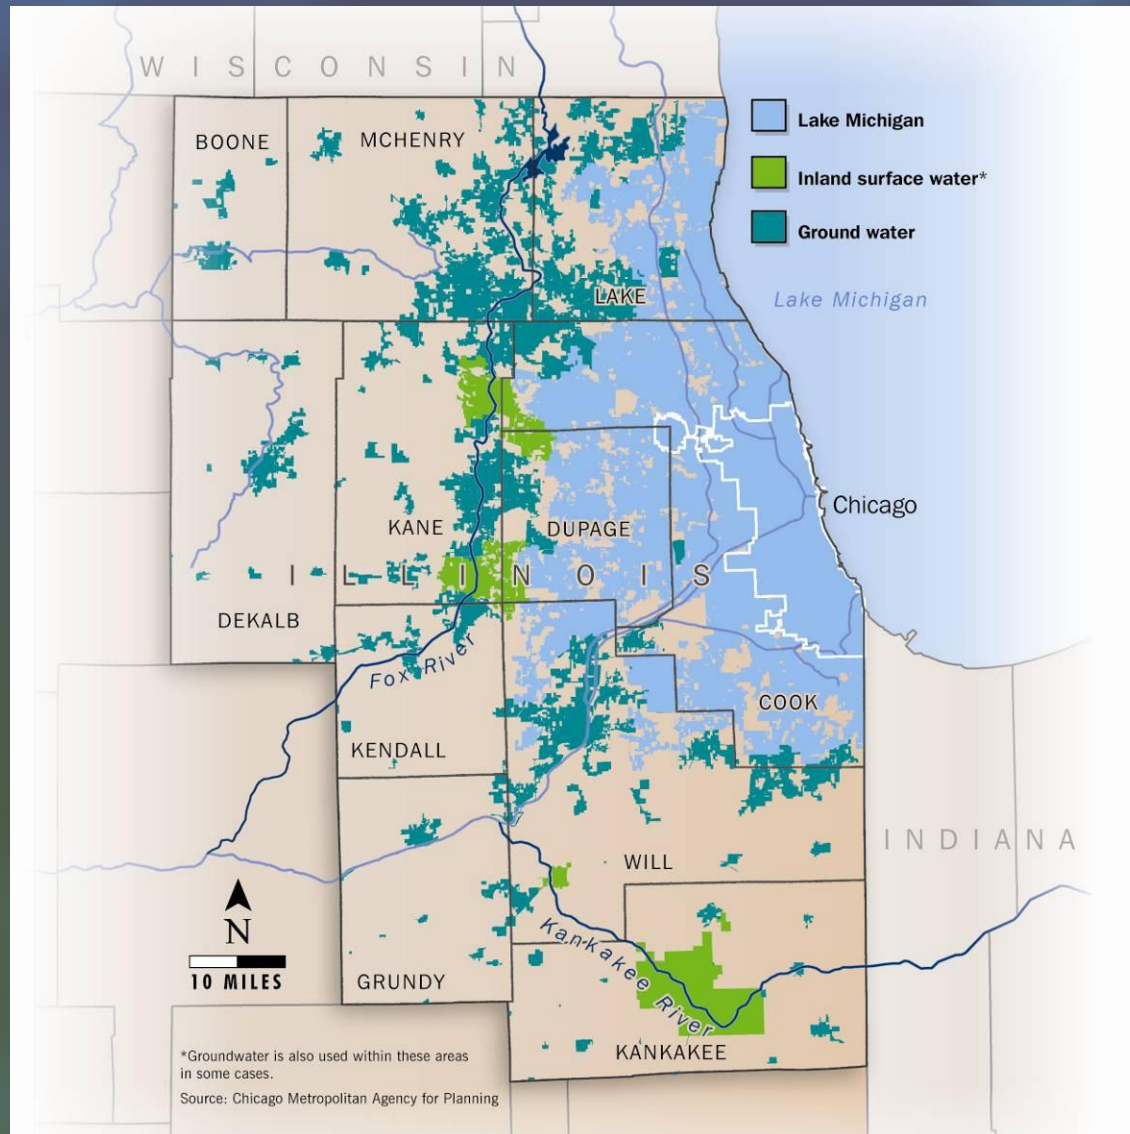 WISCONSIN
BOONE
MCHENRY
Lake Michigan
Inland surface water*
Ground water
LAKE
Lake Michigan
Chicago
KANE
DUPAGE
ILLINOIS
DEKALB
Fox River
COOK
KENDALL
INDIANA
WILL
N
10 MILES
Kankakee River
GRUNDY
KANKAKEE
*Groundwater is also used within these areas
in some cases.
Source: Chicago Metropolitan Agency for Planning